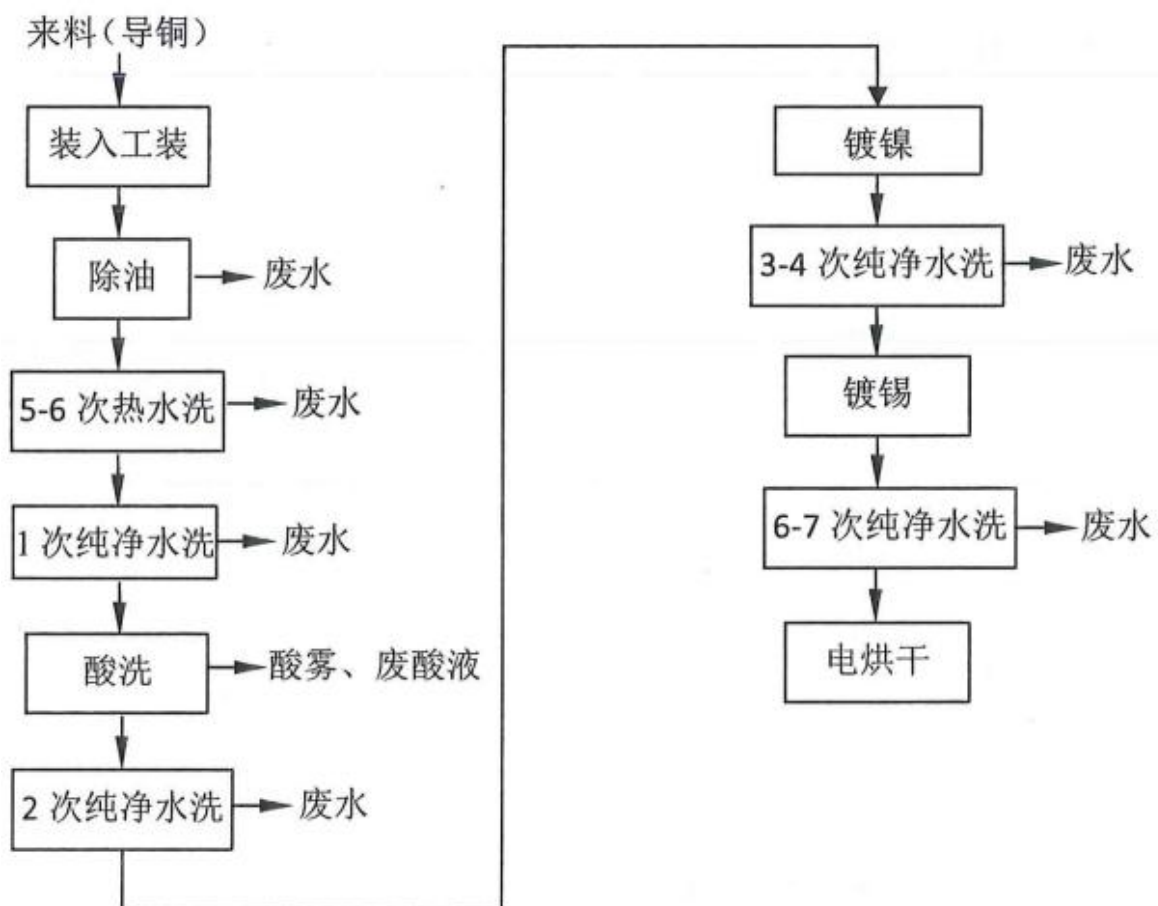 来料（导铜）
装入工装
除油
废水
5-6 次热水洗
废水
1 次纯净水洗
废水
酸洗
酸雾、废酸液
2 次纯净水洗
废水
镀镍
3-4 次纯净水洗
废水
镀锡
6-7 次纯净水洗
废水
电烘干